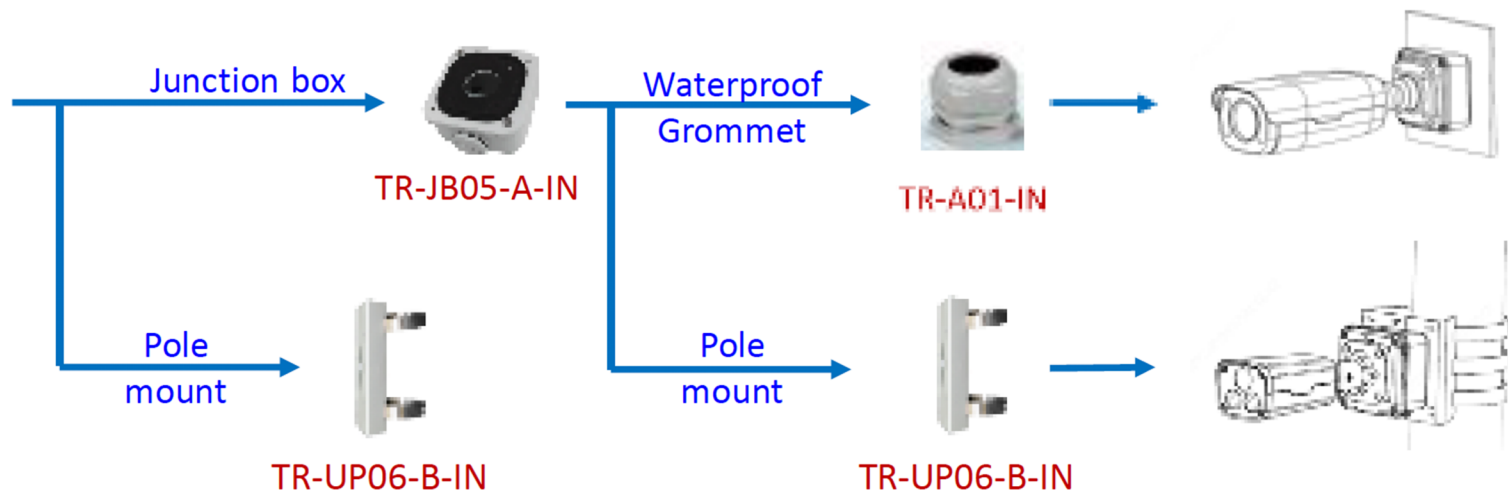 Junction box
Waterproof
Grommet
TR-JB05-A-IN
TR-A01-IN
Pole
mount
Pole
mount
TR-UP06-B-IN
TR-UP06-B-IN